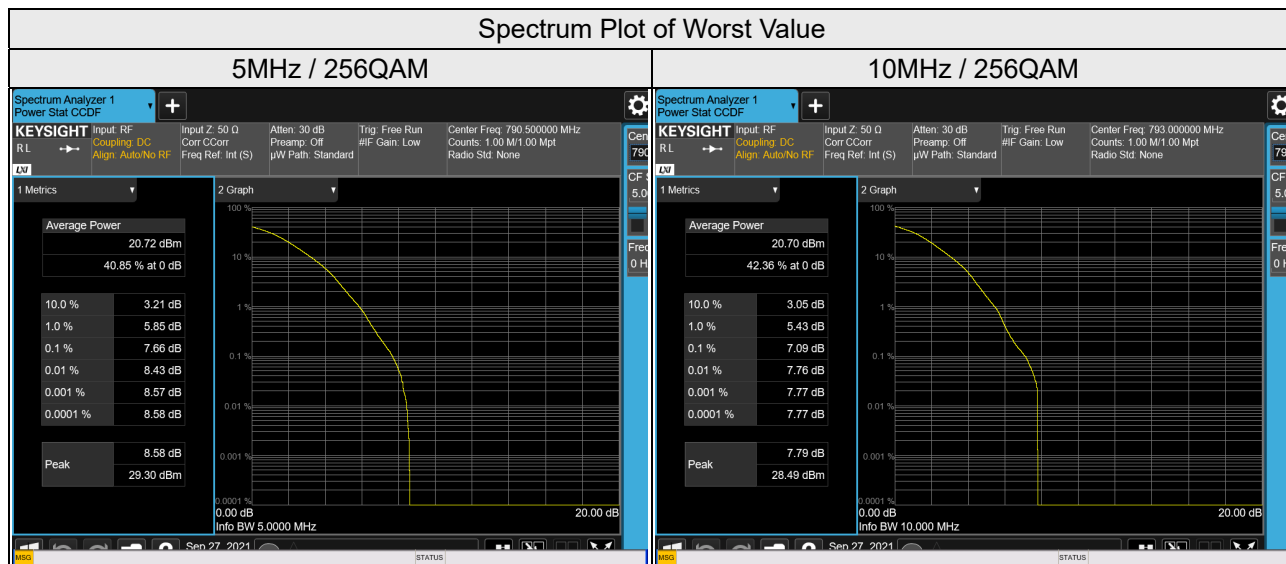 Spectrum Plot of Worst Value
5MHz / 256QAM
10MHz / 256QAM
Spectrum Analyzer 1
Power Stat CCDF
KEYSIGHT
RL
LXI
Input: RF
Coupling: DC
Align: Auto/No RF
Input Z: 50 Ω
Corr CCorr
Freq Ref: Int (S)
Atten: 30 dB
Preamp: Off
µW Path: Standard
Trig: Free Run
#IF Gain: Low
Center Freq: 790.500000 MHz
Counts: 1.00 M/1.00 Mpt
Radio Std: None
1 Metrics
Average Power
20.72 dBm
40.85 % at 0 dB
10.0 % 3.21 dB
1.0 % 5.85 dB
0.1 % 7.66 dB
0.01 % 8.43 dB
0.001 % 8.57 dB
0.0001 % 8.58 dB
Peak
8.58 dB
29.30 dBm
2 Graph
100 %
10 %
1 %
0.1 %
0.01 %
0.001 %
0.0001 %
0.00 dB 20.00 dB
Info BW 5.0000 MHz
Sep 27, 2021
MSG STATUS
Spectrum Analyzer 1
Power Stat CCDF
KEYSIGHT
RL
LXI
Input: RF
Coupling: DC
Align: Auto/No RF
Input Z: 50 Ω
Corr CCorr
Freq Ref: Int (S)
Atten: 30 dB
Preamp: Off
µW Path: Standard
Trig: Free Run
#IF Gain: Low
Center Freq: 793.000000 MHz
Counts: 1.00 M/1.00 Mpt
Radio Std: None
1 Metrics
Average Power
20.70 dBm
42.36 % at 0 dB
10.0 % 3.05 dB
1.0 % 5.43 dB
0.1 % 7.09 dB
0.01 % 7.76 dB
0.001 % 7.77 dB
0.0001 % 7.77 dB
Peak
7.79 dB
28.49 dBm
2 Graph
100 %
10 %
1 %
0.1 %
0.01 %
0.001 %
0.0001 %
0.00 dB 20.00 dB
Info BW 10.000 MHz
Sep 27, 2021
MSG STATUS